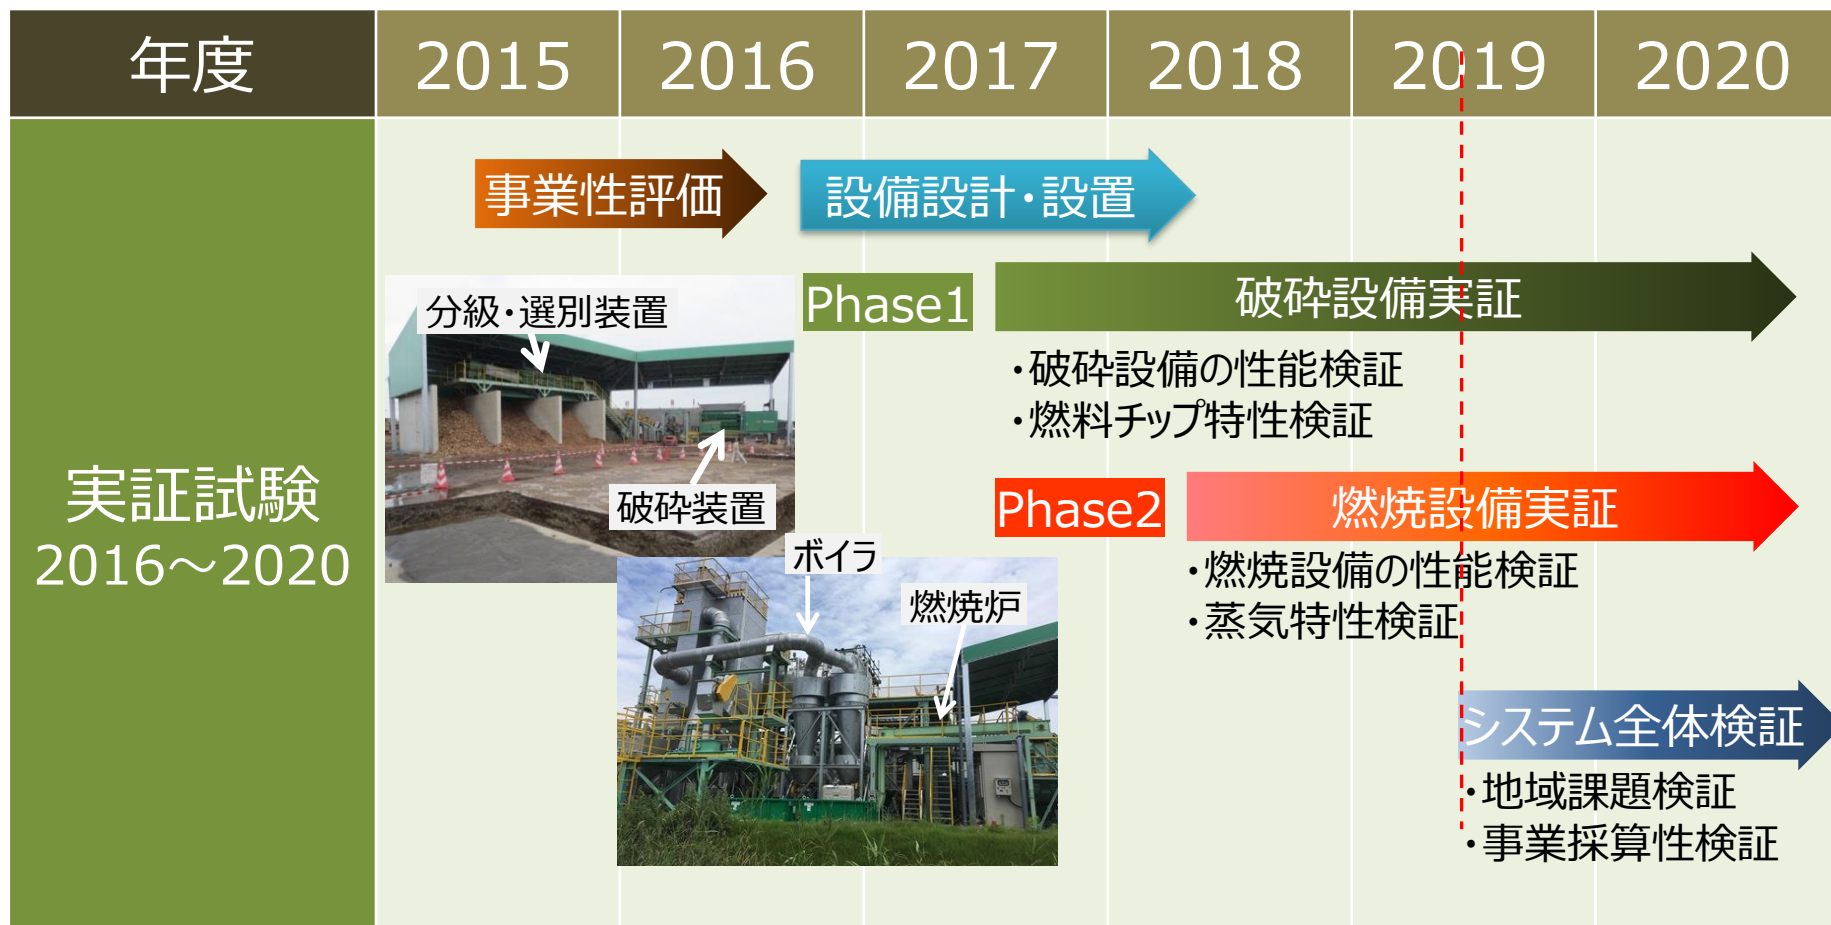 年度 2015 2016 2017 2018 2019 2020
実証試験
2016～2020
事業性評価
設備設計・設置
Phase1
破砕設備実証
・破砕設備の性能検証
・燃料チップ特性検証
分級・選別装置
破砕装置
Phase2
燃焼設備実証
・燃焼設備の性能検証
・蒸気特性検証
ボイラ
燃焼炉
システム全体検証
・地域課題検証
・事業採算性検証